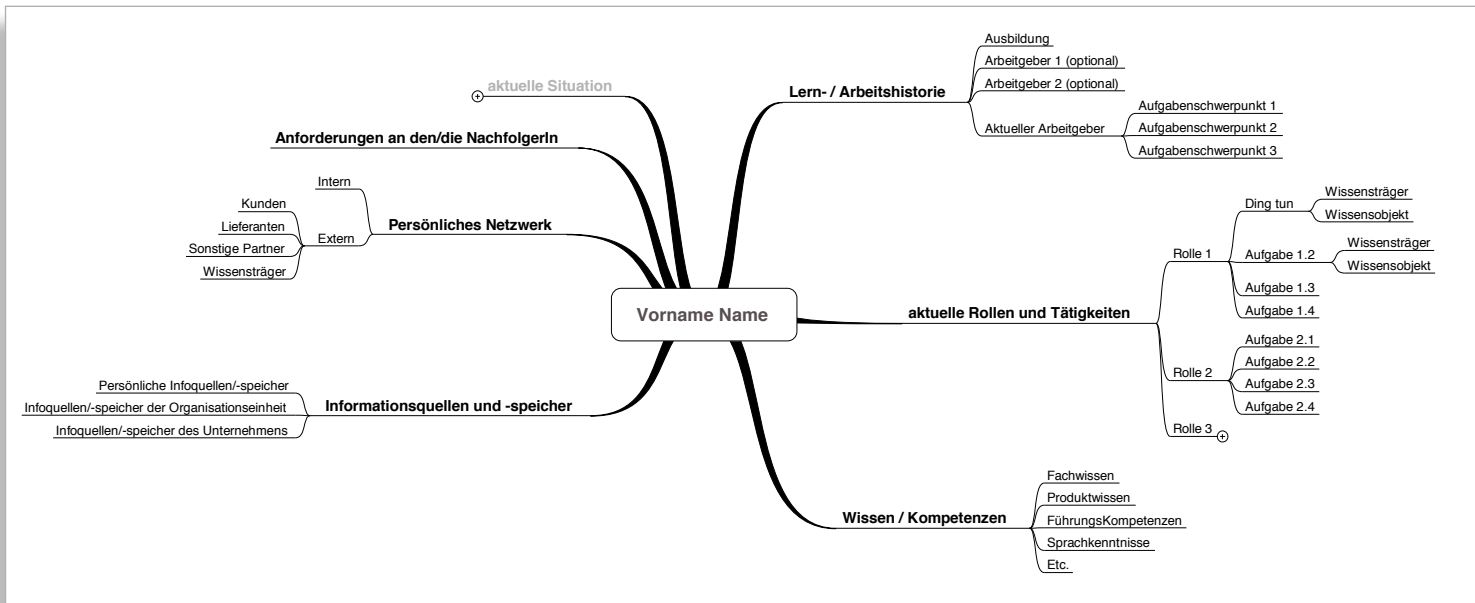 Vorname Name
aktuelle Situation
Anforderungen an den/die NachfolgerIn
Persönliches Netzwerk
Intern
Extern
Kunden
Lieferanten
Sonstige Partner
Wissensträger
Informationsquellen und -speicher
Persönliche Infoquellen/-speicher
Infoquellen/-speicher der Organisationseinheit
Infoquellen/-speicher des Unternehmens
Lern- / Arbeitshistorie
Ausbildung
Arbeitgeber 1 (optional)
Arbeitgeber 2 (optional)
Aktueller Arbeitgeber
Aufgabenschwerpunkt 1
Aufgabenschwerpunkt 2
Aufgabenschwerpunkt 3
aktuelle Rollen und Tätigkeiten
Rolle 1
Ding tun
Wissensträger
Wissensobjekt
Aufgabe 1.2
Wissensträger
Wissensobjekt
Aufgabe 1.3
Aufgabe 1.4
Rolle 2
Aufgabe 2.1
Aufgabe 2.2
Aufgabe 2.3
Aufgabe 2.4
Rolle 3
Wissen / Kompetenzen
Fachwissen
Produktwissen
FührungsKompetenzen
Sprachkenntnisse
Etc.